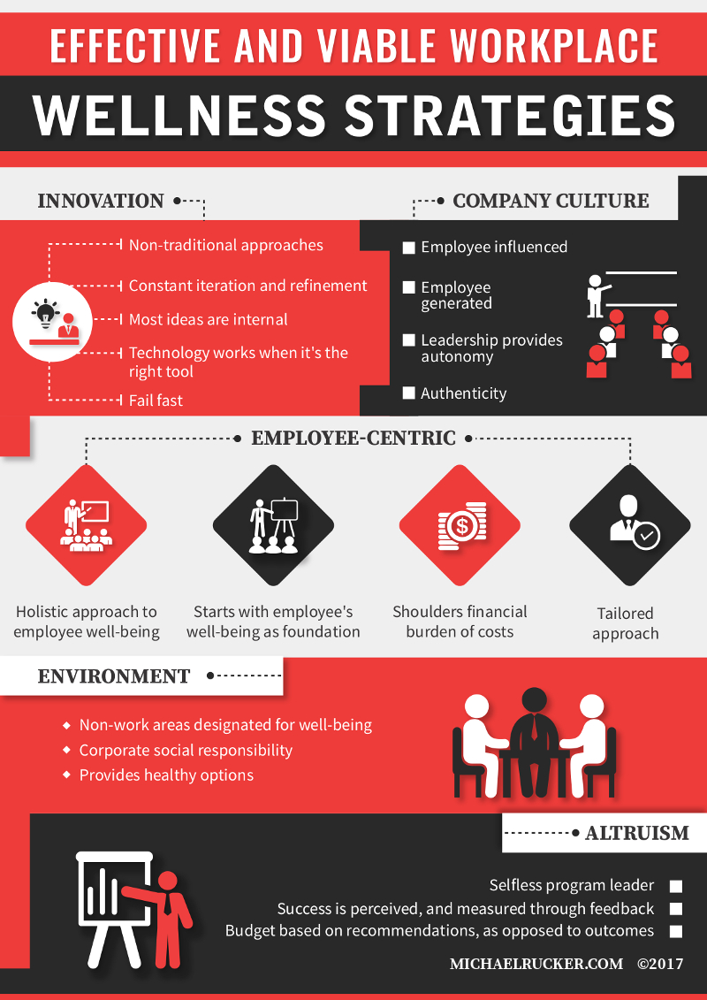 EFFECTIVE AND VIABLE WORKPLACE
WELLNESS STRATEGIES
INNOVATION
Non-traditional approaches
Constant iteration and refinement
Most ideas are internal
Technology works when it's the
right tool
Fail fast
COMPANY CULTURE
Employee influenced
Employee
generated
Leadership provides
autonomy
Authenticity
EMPLOYEE-CENTRIC
Holistic approach to
employee well-being
Starts with employee's
well-being as foundation
$
Shoulders financial
burden of costs
Tailored
approach
ENVIRONMENT
Non-work areas designated for well-being
Corporate social responsibility
Provides healthy options
ALTRUISM
Selfless program leader
Success is perceived, and measured through feedback
Budget based on recommendations, as opposed to outcomes
MICHAELRUCKER.COM ©2017